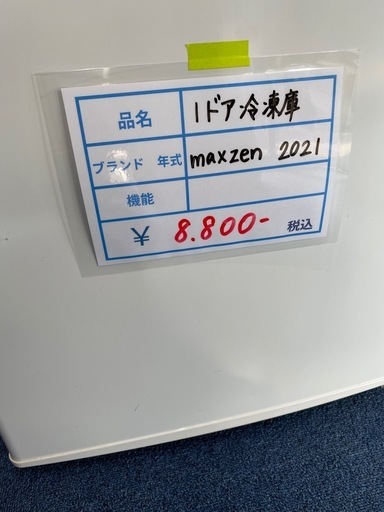 品名 1ドア冷凍庫
ブランド 年式 maxzen 2021
機能
¥ 8.800- 税込